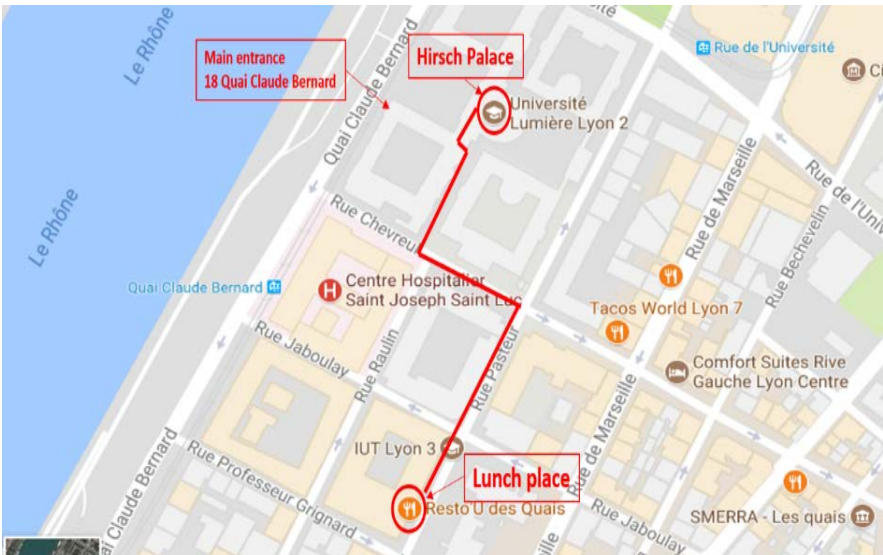 Le Rhône
Main entrance
18 Quai Claude Bernard
Hirsch Palace
Quai Claude Bernard
Université
Lumière Lyon 2
Rue de l'Université
Rue de Marseille
Rue de l'Univ
Rue Bechevelin
Le Rhône
Rue Chevreul
Quai Claude Bernard
Centre Hospitalier
Saint Joseph Saint Luc
Tacos World Lyon 7
Rue Jaboulay
Rue Raulin
Rue Pasteur
Comfort Suites Rive
Gauche Lyon Centre
Rue de Marseille
IUT Lyon 3
Lunch place
Resto U des Quais
Rue Professeur Grignard
ai Claude Bernard
Rue Jaboulay
SMERRA - Les quais